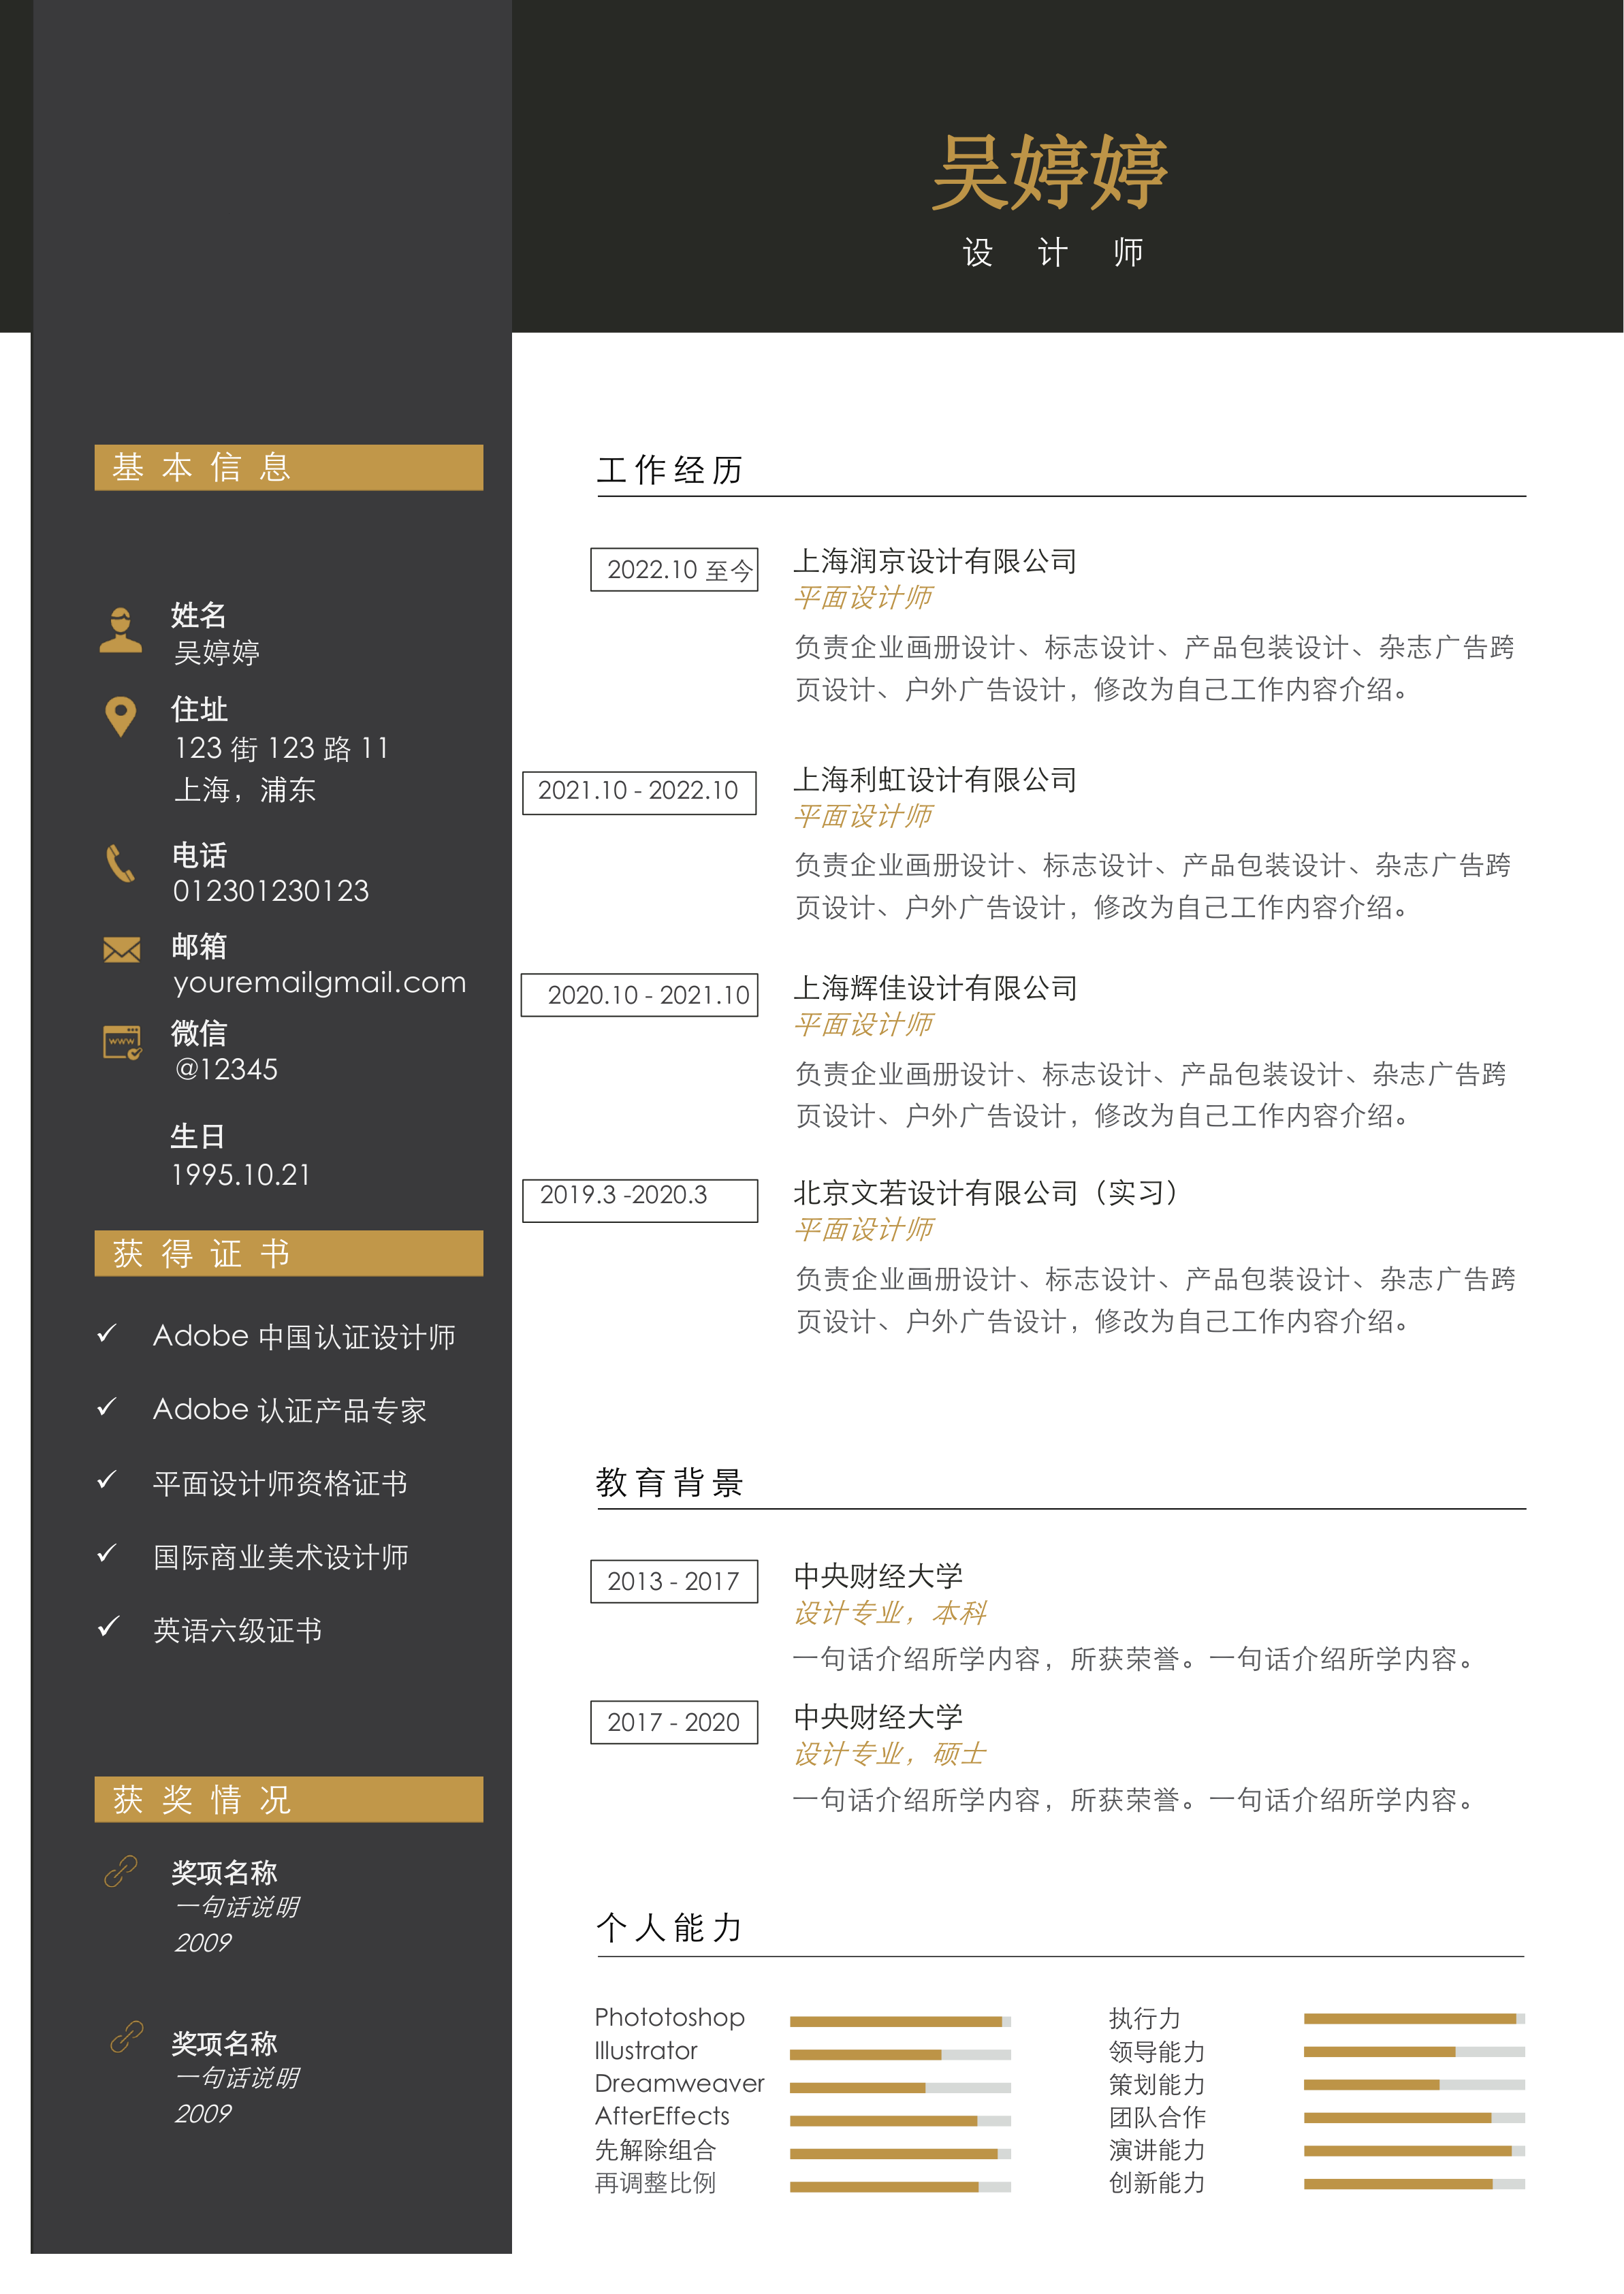 吴婷婷
设 计 师
基 本 信 息
姓名
吴婷婷
住址
123 街 123 路 11
上海，浦东
电话
012301230123
邮箱
youremailgmail.com
www
微信
@12345
生日
1995.10.21
获 得 证 书
Adobe 中国认证设计师
Adobe 认证产品专家
平面设计师资格证书
国际商业美术设计师
英语六级证书
获 奖 情 况
奖项名称
一句话说明
2009
奖项名称
一句话说明
2009
工作经历
2022.10 至今
上海润京设计有限公司
平面设计师
负责企业画册设计、标志设计、产品包装设计、杂志广告跨
页设计、户外广告设计，修改为自己工作内容介绍。
2021.10 - 2022.10
上海利虹设计有限公司
平面设计师
负责企业画册设计、标志设计、产品包装设计、杂志广告跨
页设计、户外广告设计，修改为自己工作内容介绍。
2020.10 - 2021.10
上海辉佳设计有限公司
平面设计师
负责企业画册设计、标志设计、产品包装设计、杂志广告跨
页设计、户外广告设计，修改为自己工作内容介绍。
2019.3 -2020.3
北京文若设计有限公司（实习）
平面设计师
负责企业画册设计、标志设计、产品包装设计、杂志广告跨
页设计、户外广告设计，修改为自己工作内容介绍。
教育背景
2013 - 2017
中央财经大学
设计专业，本科
一句话介绍所学内容，所获荣誉。一句话介绍所学内容。
2017 - 2020
中央财经大学
设计专业，硕士
一句话介绍所学内容，所获荣誉。一句话介绍所学内容。
个人能力
Phototoshop
Illustrator
Dreamweaver
AfterEffects
先解除组合
再调整比例
执行力
领导能力
策划能力
团队合作
演讲能力
创新能力